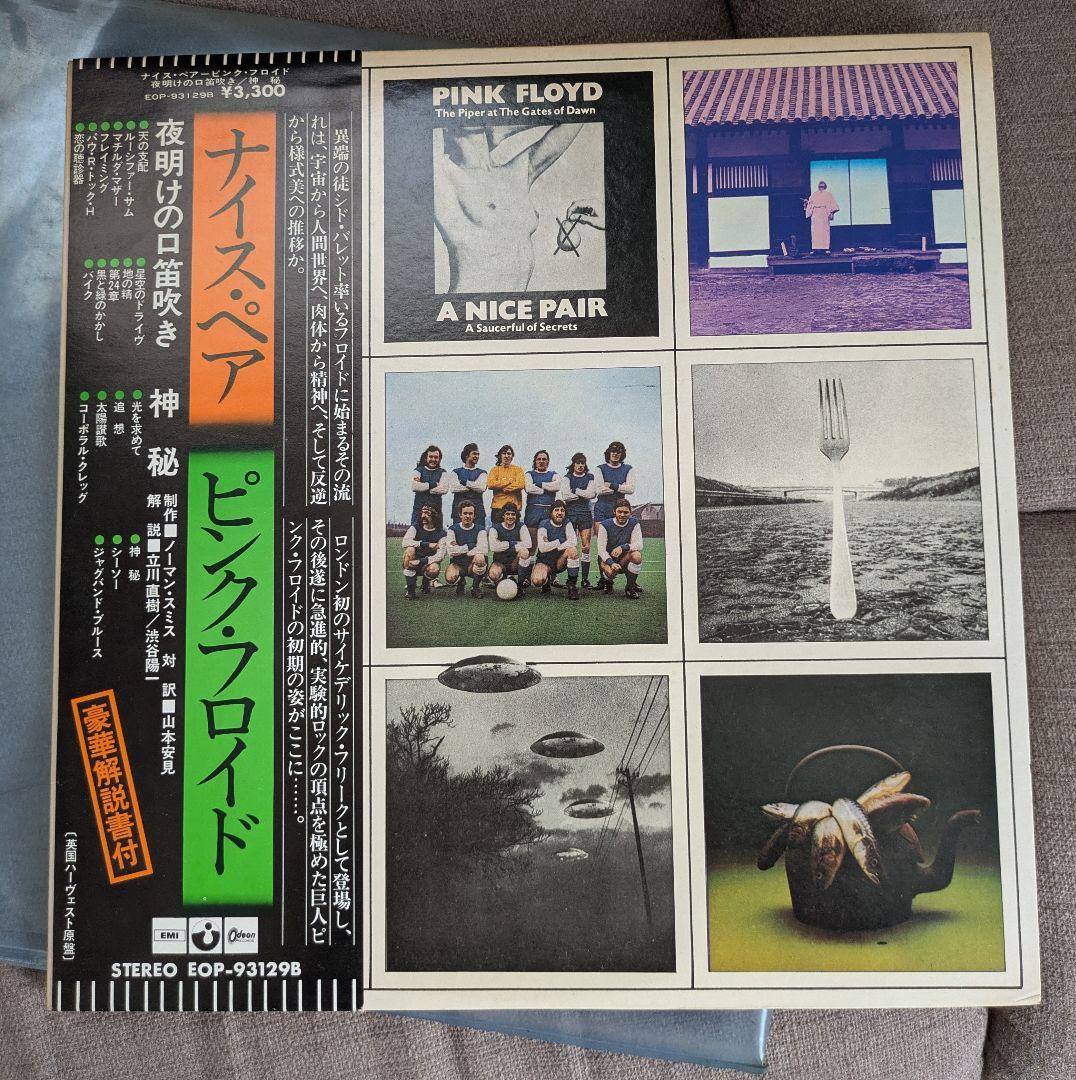 ナイス・ペアーピンク・フロイド
夜明けの口笛吹き/神 秘
EOP-93129B ¥3,300
ナイス・ペア
ピンク・フロイド
異端の徒シド・バレット率いるフロイドに始まるその流
れは、宇宙から人間世界へ、肉体から精神へ、そして反逆
から様式美への推移か。
ロンドン初のサイケデリック・フリークとして登場し、
その後遂に急進的、実験的ロックの頂点を極めた巨人ピ
ンク・フロイドの初期の姿がここに……。
夜明けの口笛吹き
●天の支配
●ルーシファー・サム
●マチルダ・マザー
●フレイミング
●パウ・R・トック・H
●恋の聴診器
●星空のドライヴ
●地の精
●第24章
●黒と緑のかかし
●バイク
神 秘
●光を求めて
●追 想
●太陽讃歌
●コーポラル・クレッグ
●神 秘
●シーソー
●ジャグバンド・ブルース
制作■ノーマン・スミス 対 訳■山本安見
解 説■立川直樹/渋谷陽一
豪華解説書付
〔英国ハーヴェスト原盤〕
EMI
Odeon
RECORDS
STEREO EOP-93129B
PINK FLOYD
The Piper at The Gates of Dawn
A NICE PAIR
A Saucerful of Secrets